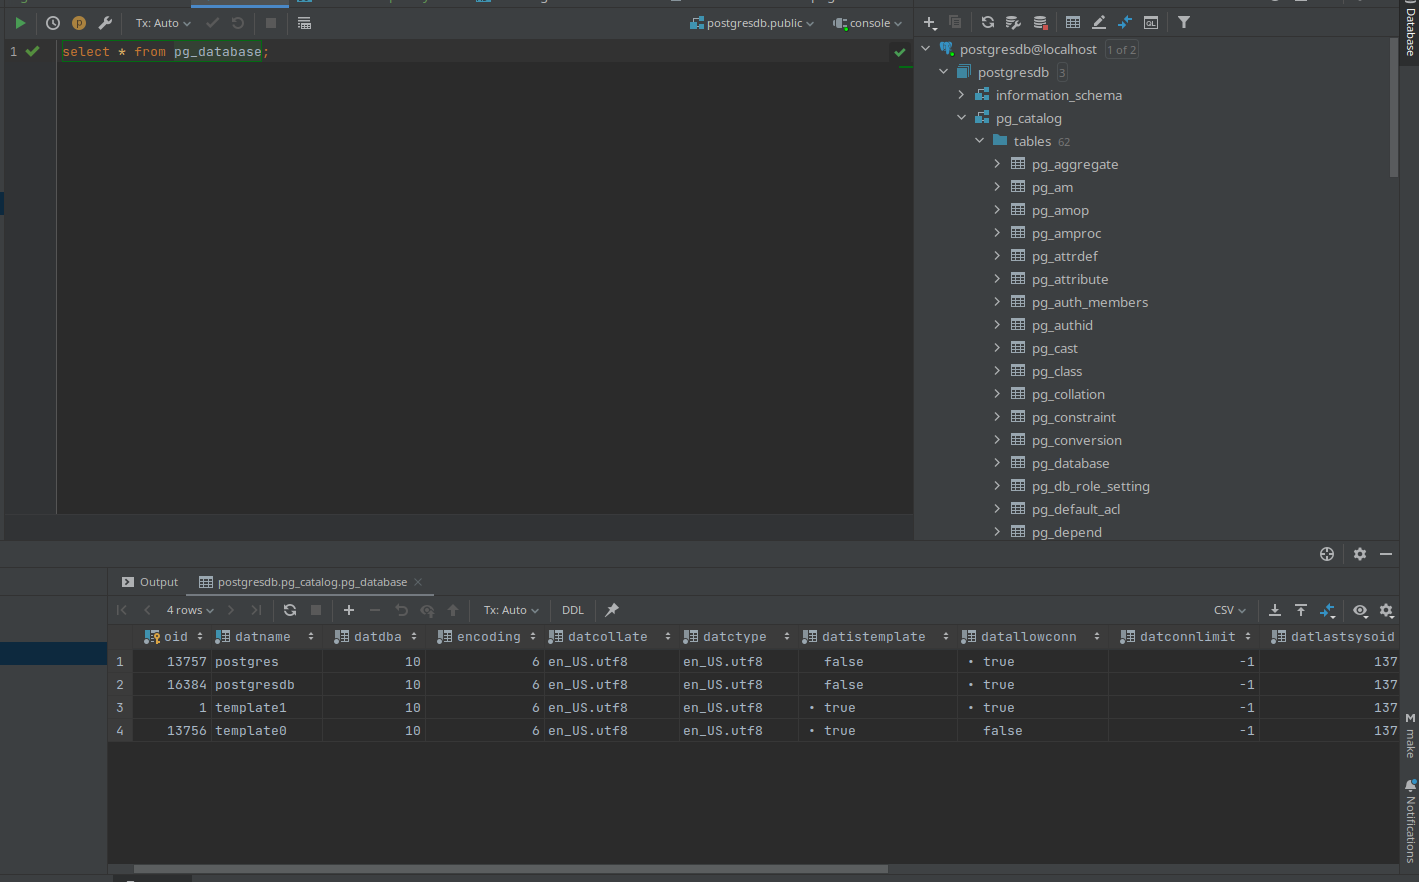 Tx: Auto
postgresdb.public
console
1 select * from pg_database;
postgresdb@localhost 1 of 2
postgresdb 3
information_schema
pg_catalog
tables 62
pg_aggregate
pg_am
pg_amop
pg_amproc
pg_attrdef
pg_attribute
pg_auth_members
pg_authid
pg_cast
pg_class
pg_collation
pg_constraint
pg_conversion
pg_database
pg_db_role_setting
pg_default_acl
pg_depend
Database
make
Notifications
Output postgresdb.pg_catalog.pg_database
4 rows Tx: Auto DDL CSV
oid datname datdba encoding datcollate datctype datistemplate datallowconn datconnlimit datlastsysoid
1 13757 postgres 10 6 en_US.utf8 en_US.utf8 false • true -1 137
2 16384 postgresdb 10 6 en_US.utf8 en_US.utf8 false • true -1 137
3 1 template1 10 6 en_US.utf8 en_US.utf8 • true • true -1 137
4 13756 template0 10 6 en_US.utf8 en_US.utf8 • true false -1 137